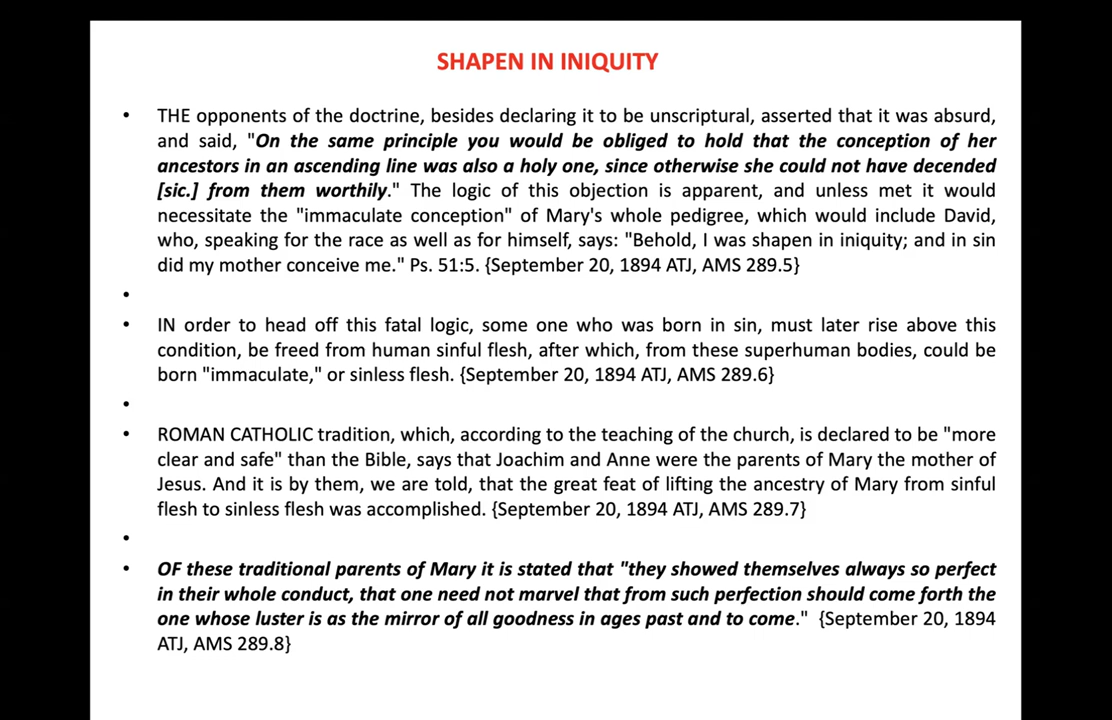 SHAPEN IN INIQUITY
• THE opponents of the doctrine, besides declaring it to be unscriptural, asserted that it was absurd,
and said, "On the same principle you would be obliged to hold that the conception of her
ancestors in an ascending line was also a holy one, since otherwise she could not have decended
[sic.] from them worthily." The logic of this objection is apparent, and unless met it would
necessitate the "immaculate conception" of Mary's whole pedigree, which would include David,
who, speaking for the race as well as for himself, says: "Behold, I was shapen in iniquity; and in sin
did my mother conceive me." Ps. 51:5. {September 20, 1894 ATJ, AMS 289.5}
•
• IN order to head off this fatal logic, some one who was born in sin, must later rise above this
condition, be freed from human sinful flesh, after which, from these superhuman bodies, could be
born "immaculate," or sinless flesh. {September 20, 1894 ATJ, AMS 289.6}
•
• ROMAN CATHOLIC tradition, which, according to the teaching of the church, is declared to be "more
clear and safe" than the Bible, says that Joachim and Anne were the parents of Mary the mother of
Jesus. And it is by them, we are told, that the great feat of lifting the ancestry of Mary from sinful
flesh to sinless flesh was accomplished. {September 20, 1894 ATJ, AMS 289.7}
•
• OF these traditional parents of Mary it is stated that "they showed themselves always so perfect
in their whole conduct, that one need not marvel that from such perfection should come forth the
one whose luster is as the mirror of all goodness in ages past and to come." {September 20, 1894
ATJ, AMS 289.8}